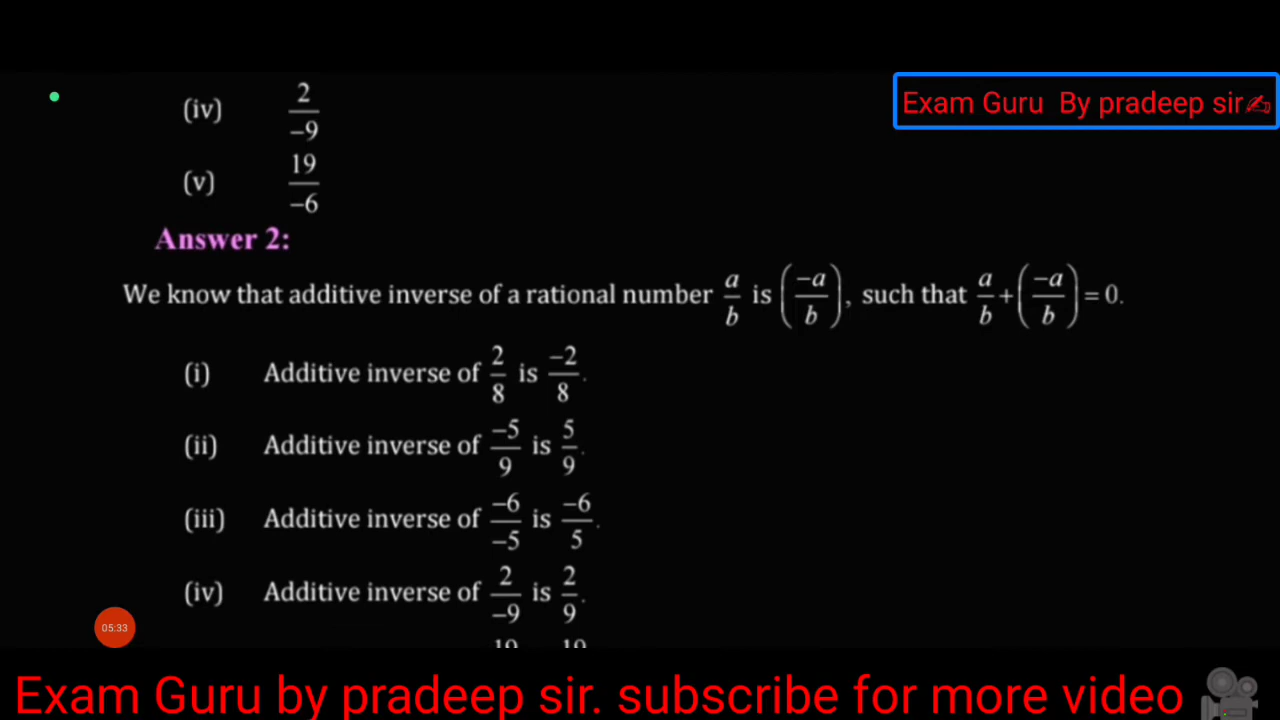 (iv) 2/−9
Exam Guru By pradeep sir✍
(v) 19/−6
Answer 2:
We know that additive inverse of a rational number a/b is (−a/b), such that a/b+(−a/b)=0.
(i) Additive inverse of 2/8 is −2/8.
(ii) Additive inverse of −5/9 is 5/9.
(iii) Additive inverse of −6/−5 is −6/5.
(iv) Additive inverse of 2/−9 is 2/9.
05:33
Exam Guru by pradeep sir. subscribe for more video